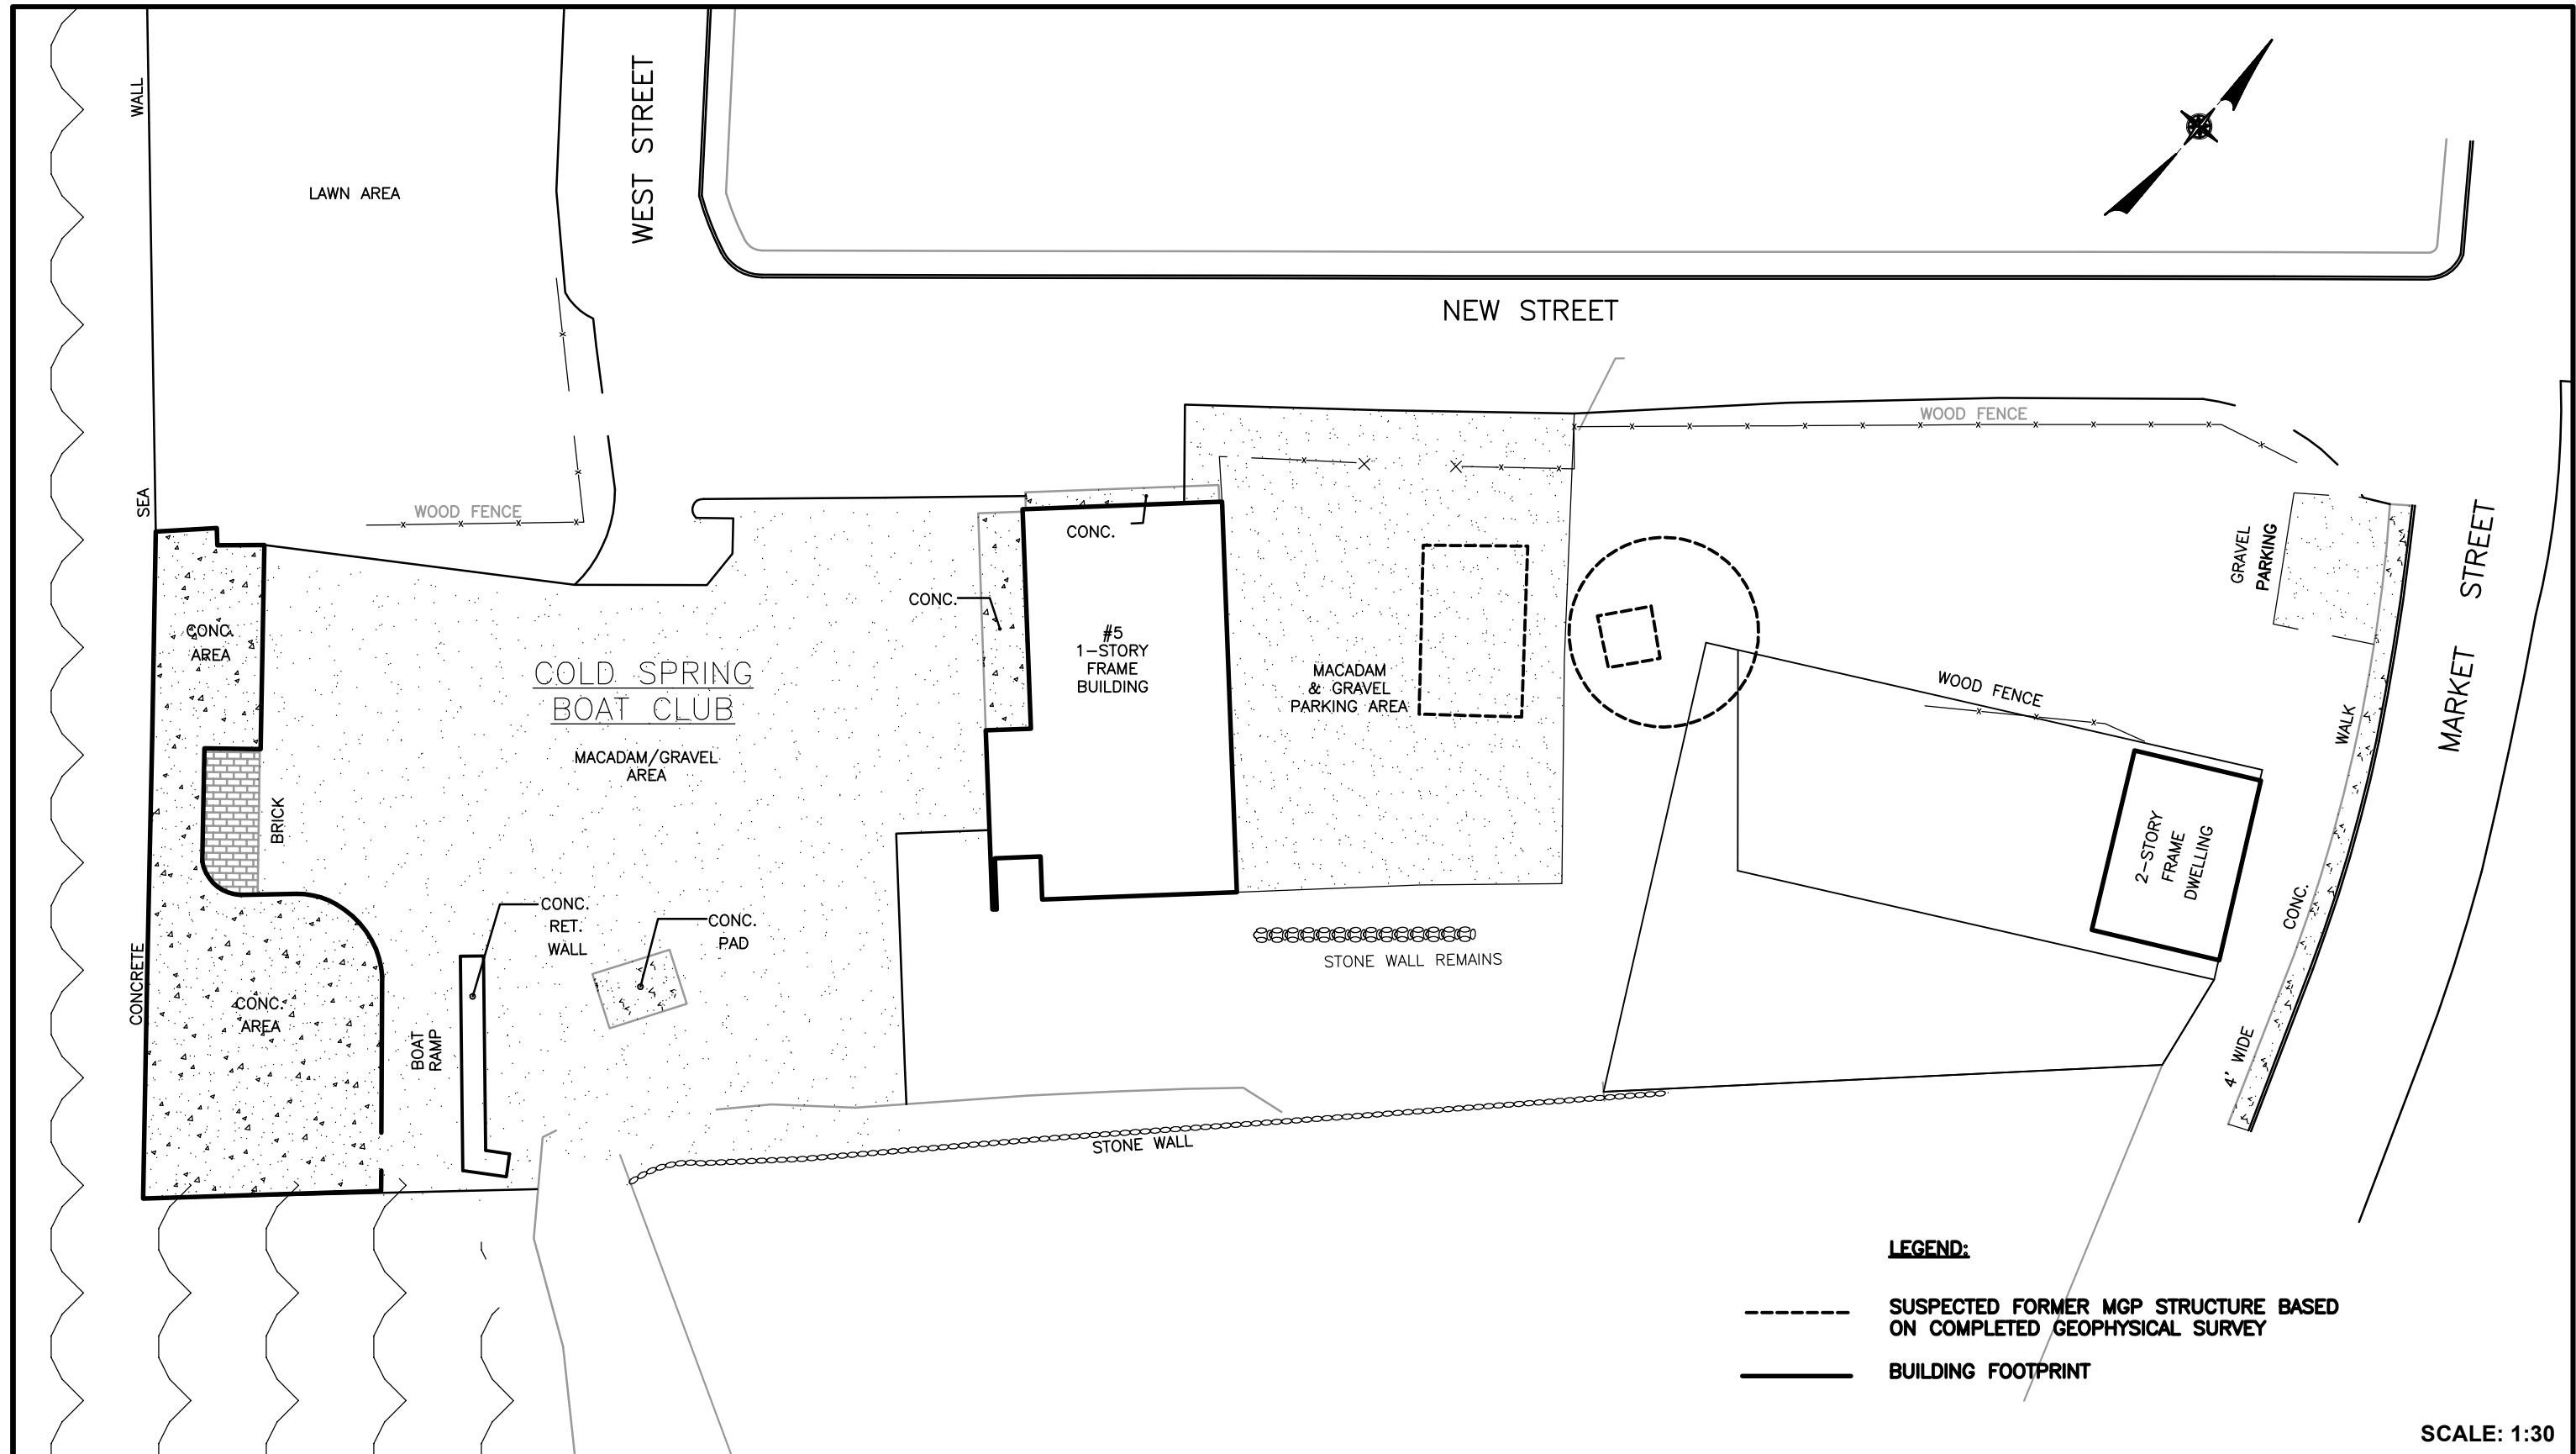 WALL
WEST STREET
LAWN AREA
NEW STREET
WOOD FENCE
SEA
WOOD FENCE
CONC.
GRAVEL
PARKING
MARKET STREET
CONC.
CONC.
AREA
#5
1-STORY
FRAME
BUILDING
COLD SPRING
BOAT CLUB
MACADAM
& GRAVEL
PARKING AREA
WOOD FENCE
WALK
MACADAM/GRAVEL
AREA
BRICK
2-STORY
FRAME
DWELLING
CONC.
RET.
WALL
CONC.
PAD
CONC.
STONE WALL REMAINS
CONCRETE
CONC.
AREA
BOAT
RAMP
4' WIDE
STONE WALL
LEGEND:
SUSPECTED FORMER MGP STRUCTURE BASED
ON COMPLETED GEOPHYSICAL SURVEY
BUILDING FOOTPRINT
SCALE: 1:30